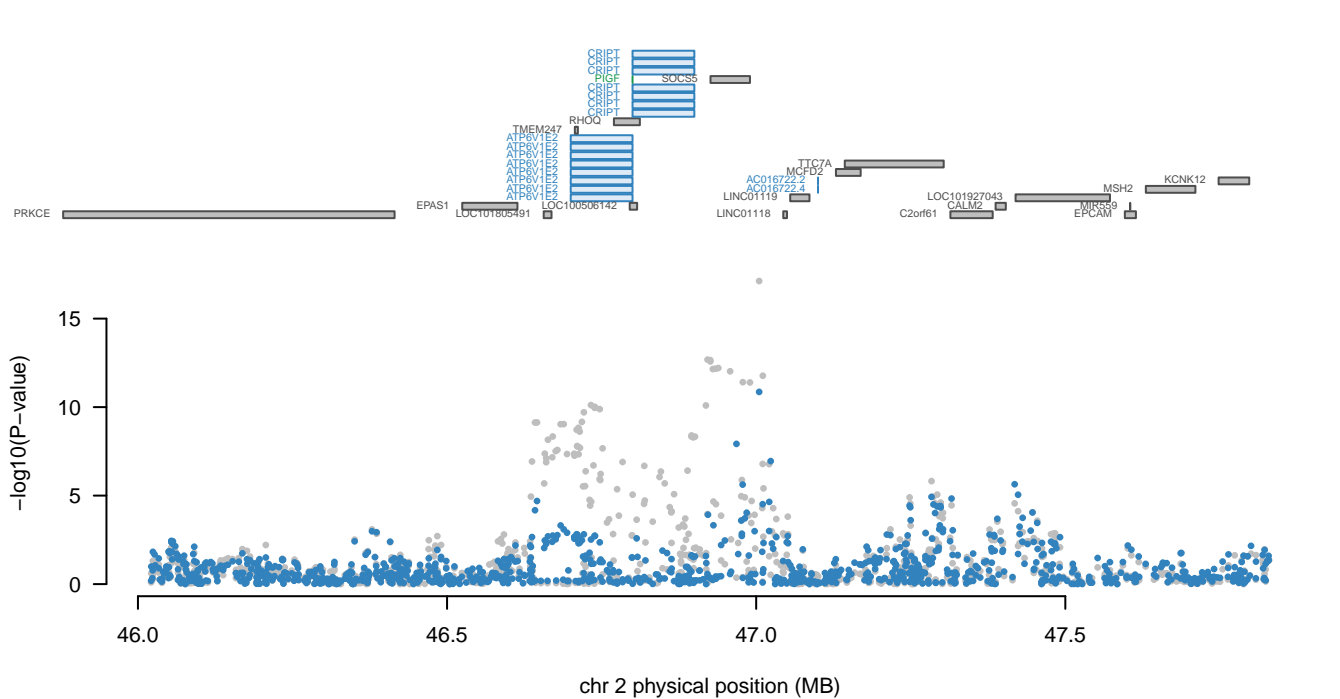 CRIPT
CRIPT
CRIPT
PIGF SOCS5
CRIPT
CRIPT
CRIPT
CRIPT
RHOQ
TMEM247
ATP6V1E2
ATP6V1E2
ATP6V1E2
ATP6V1E2 TTC7A
ATP6V1E2 MCFD2
ATP6V1E2 AC016722.2 KCNK12
ATP6V1E2 AC016722.4 MSH2
ATP6V1E2 LINC01119 LOC101927043
EPAS1 LOC100506142 CALM2 MIR559
PRKCE LOC101805491 LINC01118 C2orf61 EPCAM
15
10
5
0
−log10(P−value)
46.0 46.5 47.0 47.5
chr 2 physical position (MB)